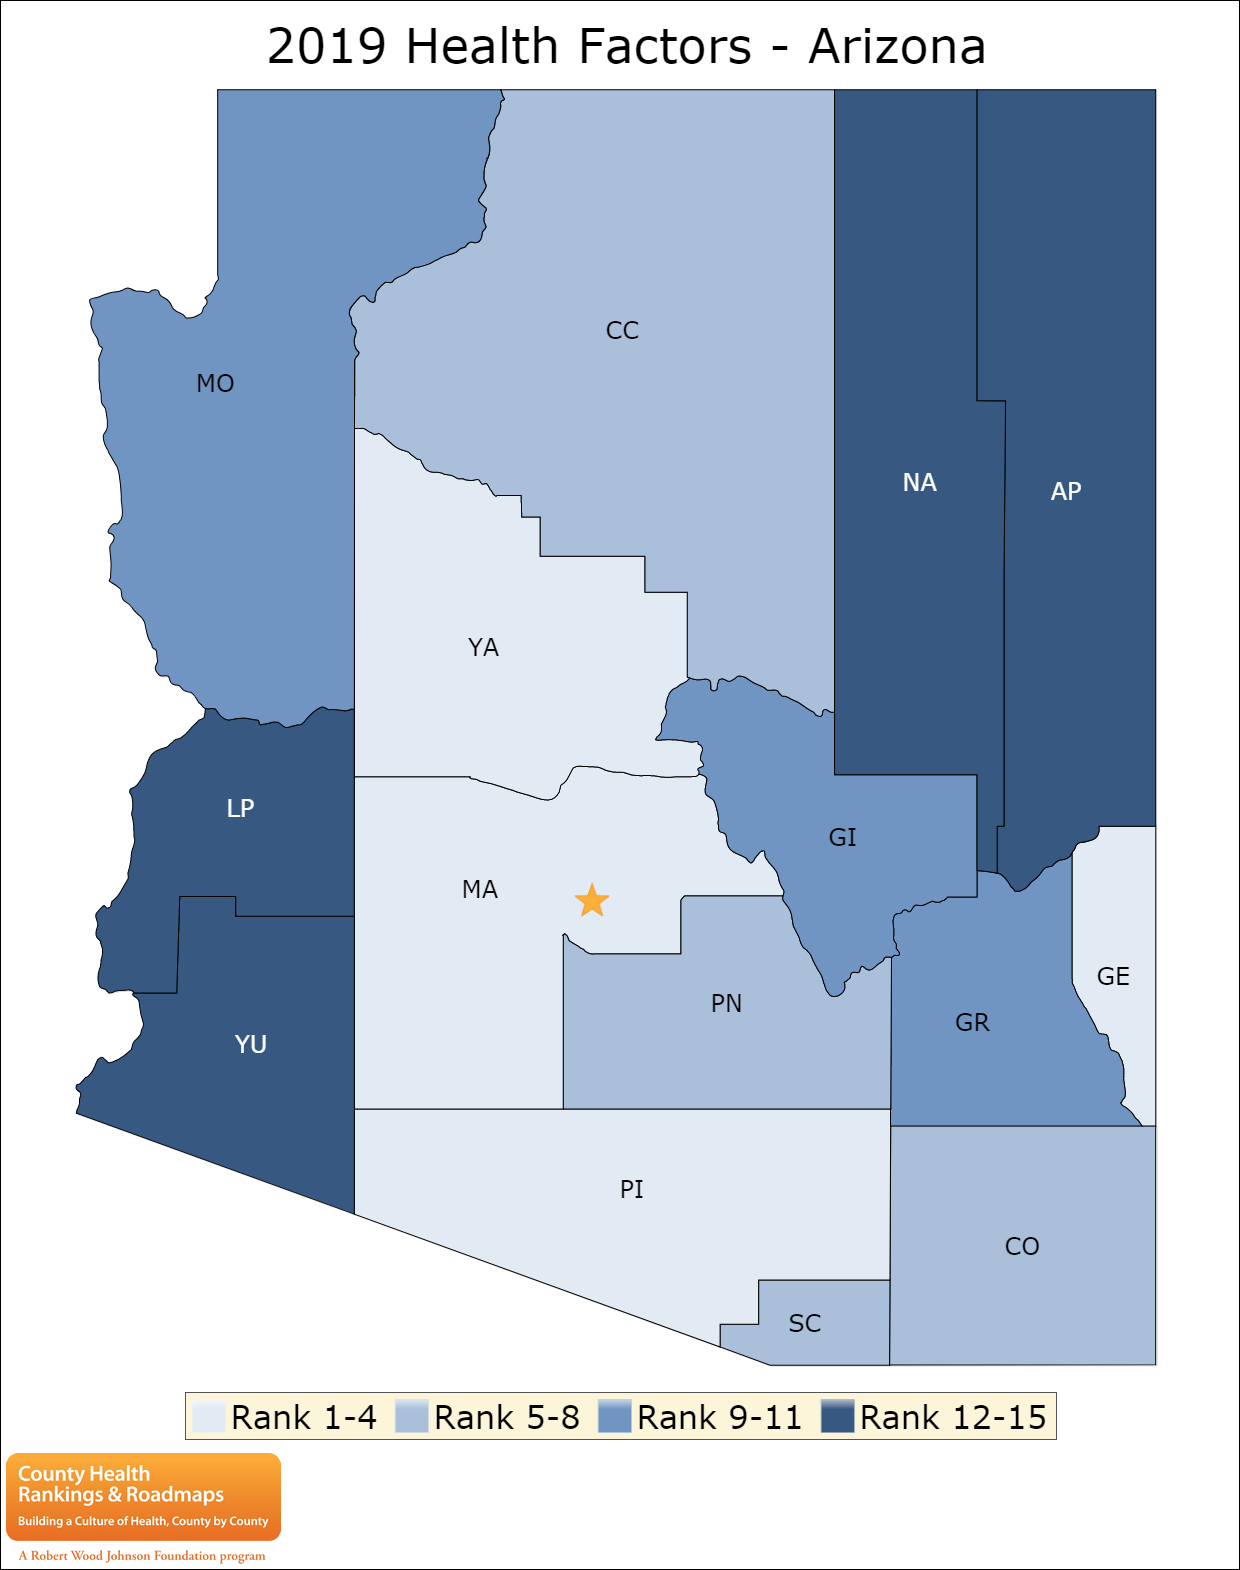 2019 Health Factors - Arizona
CC
MO
NA
AP
YA
LP
GI
MA
GE
PN
GR
YU
PI
CO
SC
Rank 1-4 Rank 5-8 Rank 9-11 Rank 12-15
County Health
Rankings & Roadmaps
Building a Culture of Health, County by County
A Robert Wood Johnson Foundation program